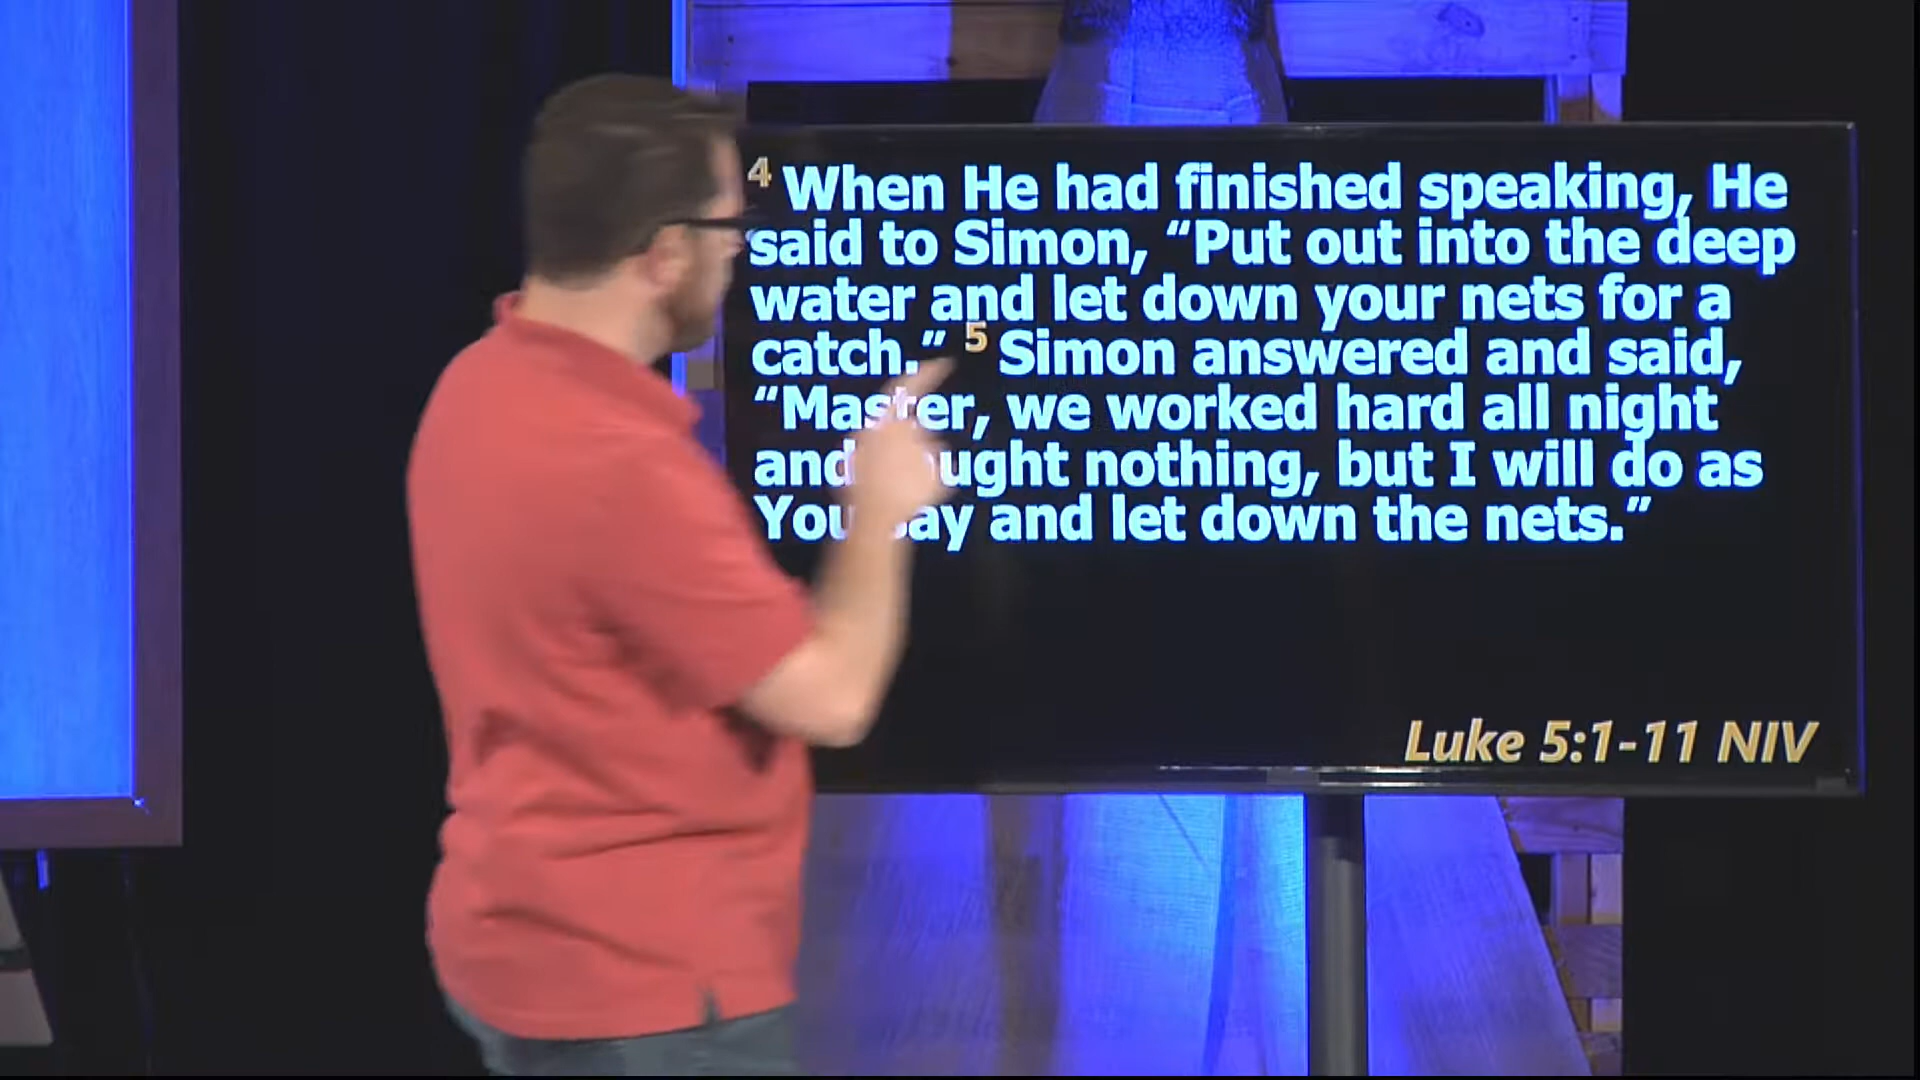 4 When He had finished speaking, He
said to Simon, “Put out into the deep
water and let down your nets for a
catch.” 5 Simon answered and said,
“Master, we worked hard all night
and caught nothing, but I will do as
You say and let down the nets.”
Luke 5:1-11 NIV